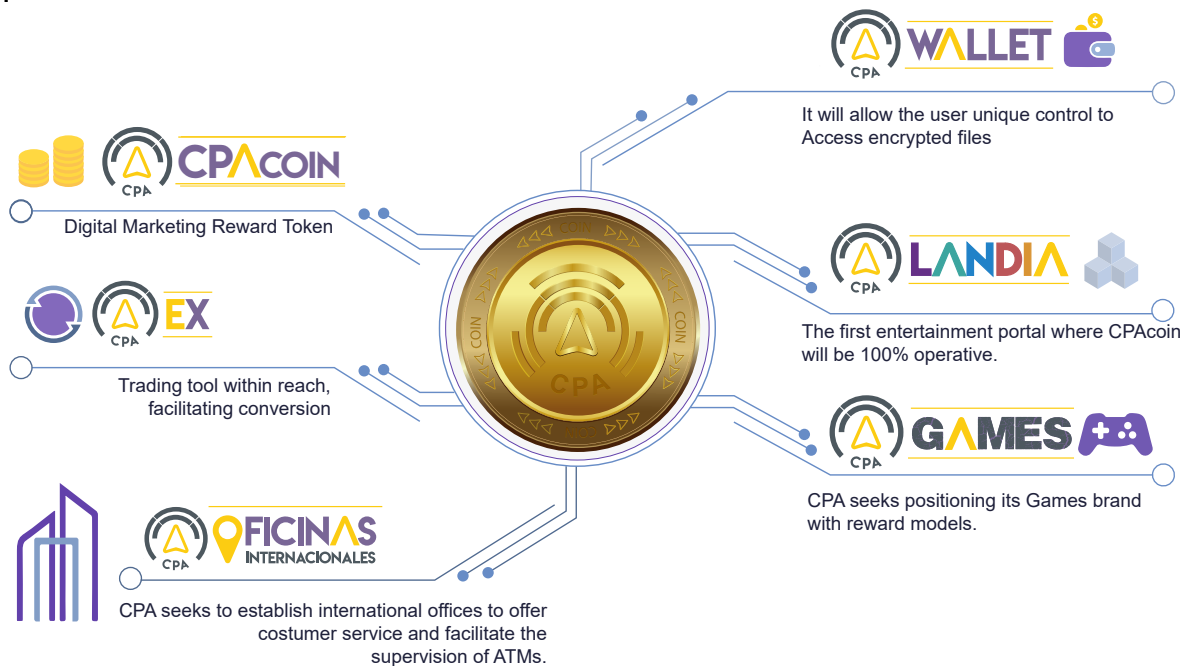 CPA WALLET
It will allow the user unique control to
Access encrypted files
CPA CPACOIN
Digital Marketing Reward Token
CPA LANDIA
The first entertainment portal where CPAcoin
will be 100% operative.
CPA EX
Trading tool within reach,
facilitating conversion
COIN
COIN
COIN
CPA
CPA GAMES
CPA seeks positioning its Games brand
with reward models.
CPA OFICINAS
INTERNACIONALES
CPA seeks to establish international offices to offer
costumer service and facilitate the
supervision of ATMs.